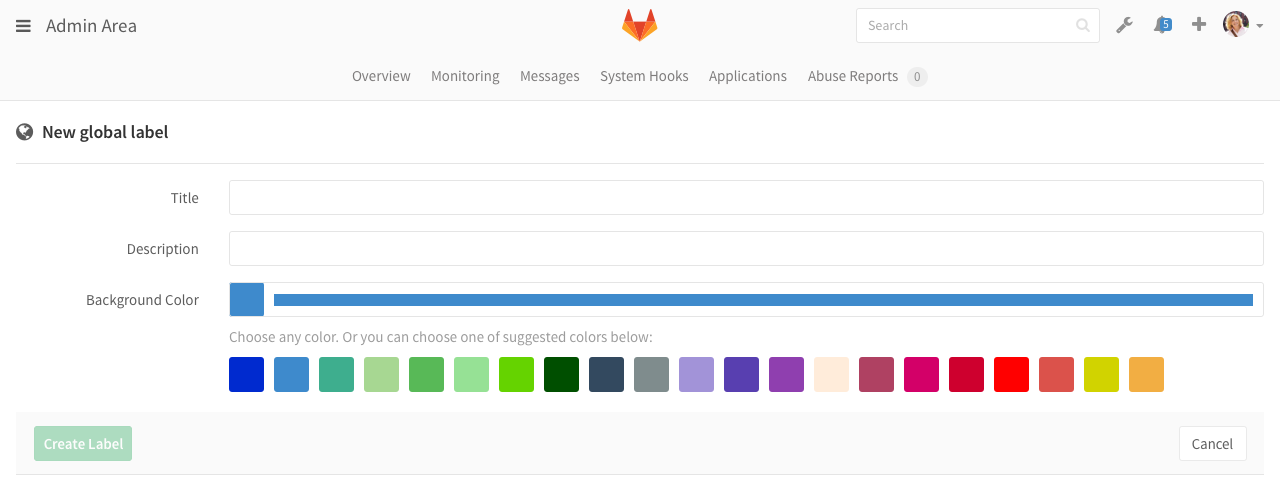 Admin Area
Search
5
Overview Monitoring Messages System Hooks Applications Abuse Reports 0
New global label
Title
Description
Background Color
Choose any color. Or you can choose one of suggested colors below:
Create Label
Cancel